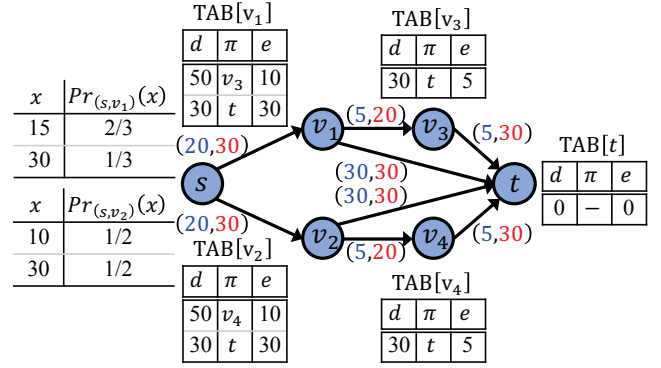 TAB[v₁]
d π e
50 v₃ 10
30 t 30
TAB[v₃]
d π e
30 t 5
x Pr₍s,v₁₎(x)
15 2/3
30 1/3
x Pr₍s,v₂₎(x)
10 1/2
30 1/2
(20,30)
v₁
(5,20)
v₃
(5,30)
s
(30,30)
(30,30)
t
TAB[t]
d π e
0 − 0
(20,30)
v₂
(5,20)
v₄
(5,30)
TAB[v₂]
d π e
50 v₄ 10
30 t 30
TAB[v₄]
d π e
30 t 5